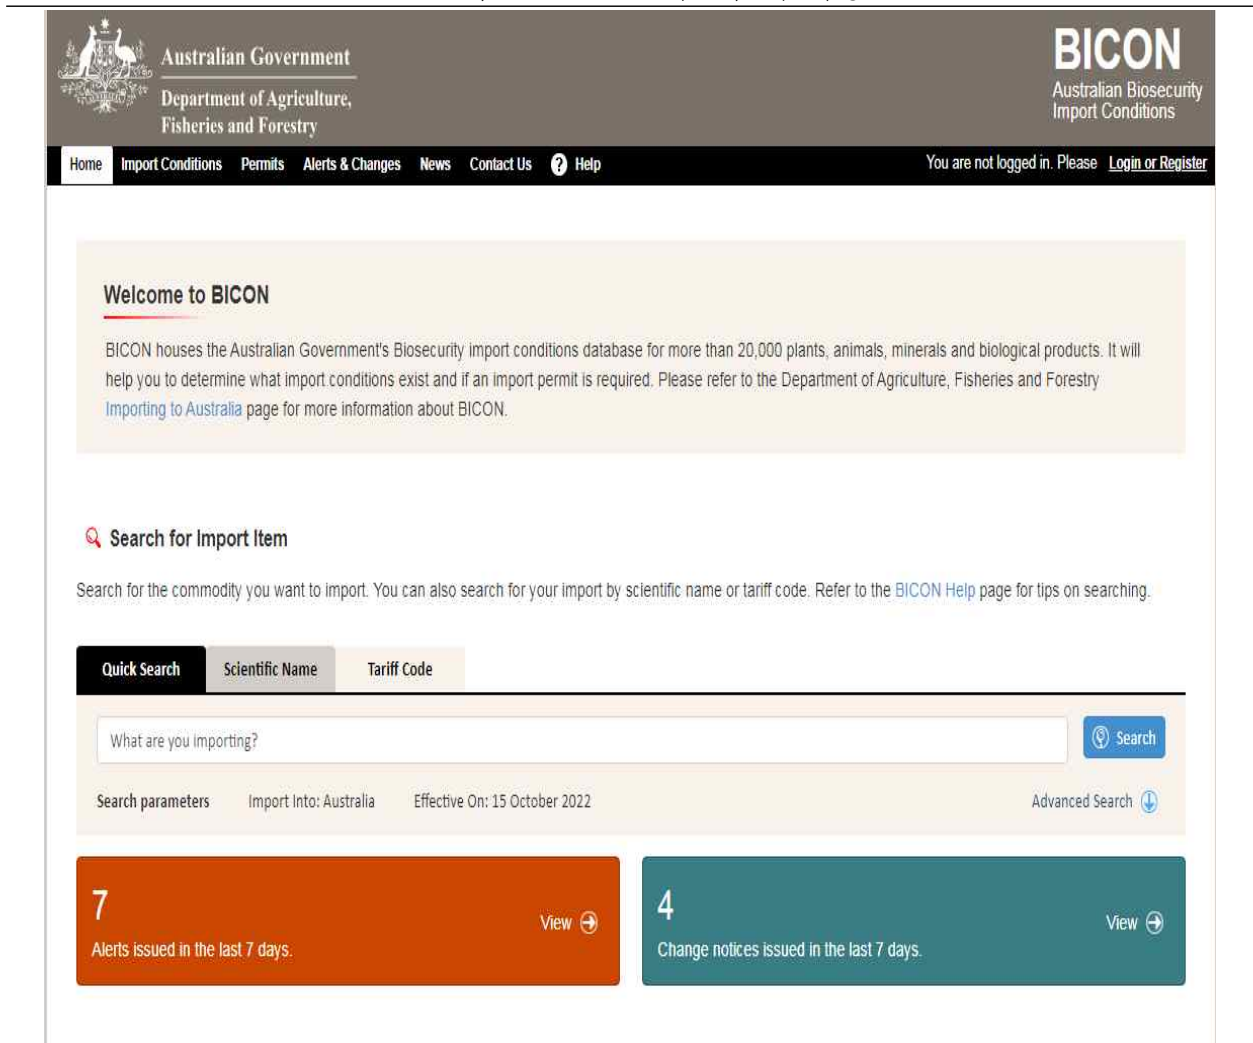 Australian Government
Department of Agriculture,
Fisheries and Forestry
BICON
Australian Biosecurity
Import Conditions
Home Import Conditions Permits Alerts & Changes News Contact Us ? Help You are not logged in. Please Login or Register
Welcome to BICON
BICON houses the Australian Government's Biosecurity import conditions database for more than 20,000 plants, animals, minerals and biological products. It will
help you to determine what import conditions exist and if an import permit is required. Please refer to the Department of Agriculture, Fisheries and Forestry
Importing to Australia page for more information about BICON.
Search for Import Item
Search for the commodity you want to import. You can also search for your import by scientific name or tariff code. Refer to the BICON Help page for tips on searching.
Quick Search Scientific Name Tariff Code
What are you importing? Search
Search parameters Import Into: Australia Effective On: 15 October 2022 Advanced Search
7
View
Alerts issued in the last 7 days.
4
View
Change notices issued in the last 7 days.